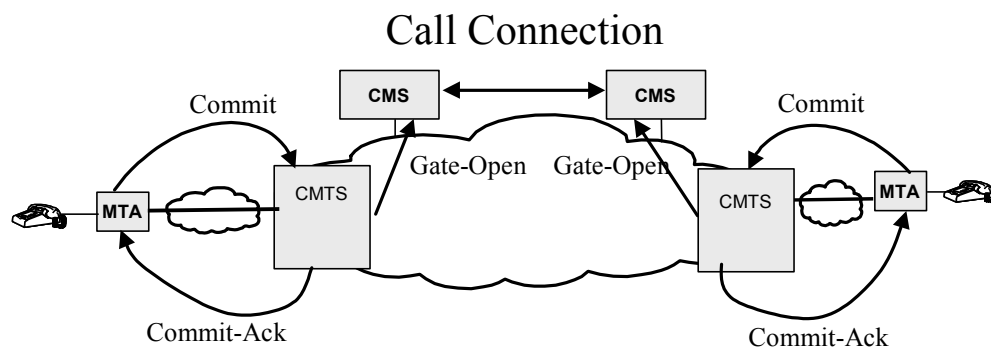 Call Connection
CMS
CMS
Commit
Commit
Gate-Open
Gate-Open
CMTS
CMTS
MTA
MTA
Commit-Ack
Commit-Ack